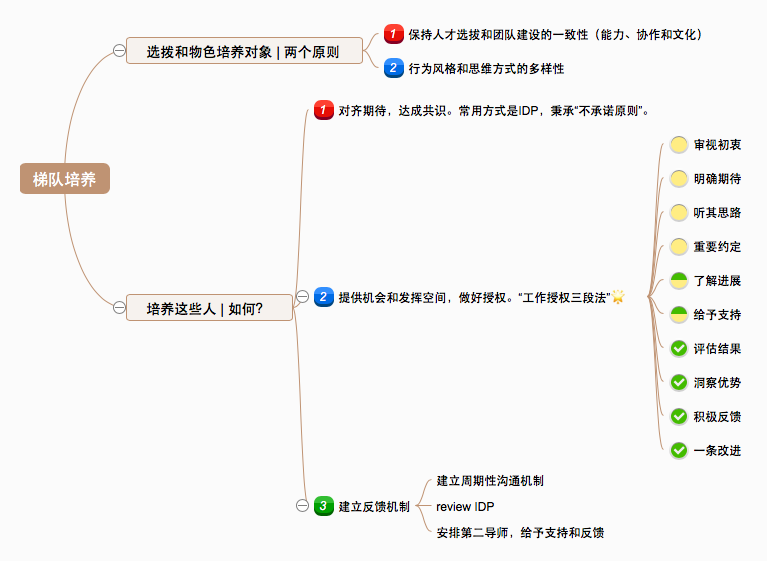 梯队培养
选拨和物色培养对象 | 两个原则
1 保持人才选拨和团队建设的一致性（能力、协作和文化）
2 行为风格和思维方式的多样性
培养这些人 | 如何？
1 对齐期待，达成共识。常用方式是IDP，秉承“不承诺原则”。
2 提供机会和发挥空间，做好授权。“工作授权三段法”
审视初衷
明确期待
听其思路
重要约定
了解进展
给予支持
评估结果
洞察优势
积极反馈
一条改进
3 建立反馈机制
建立周期性沟通机制
review IDP
安排第二导师，给予支持和反馈